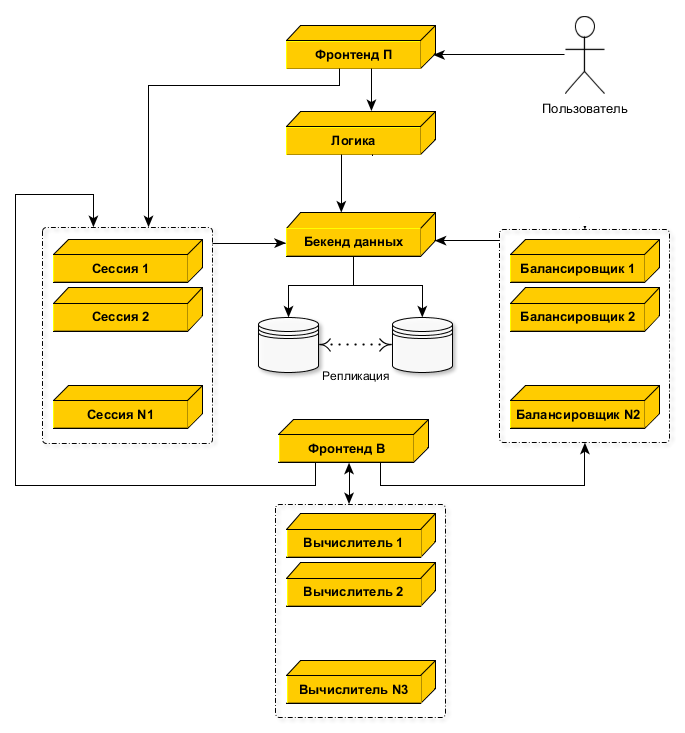 Фронтенд П
Пользователь
Логика
Бекенд данных
Сессия 1
Сессия 2
Сессия N1
Балансировщик 1
Балансировщик 2
Балансировщик N2
Репликация
Фронтенд В
Вычислитель 1
Вычислитель 2
Вычислитель N3